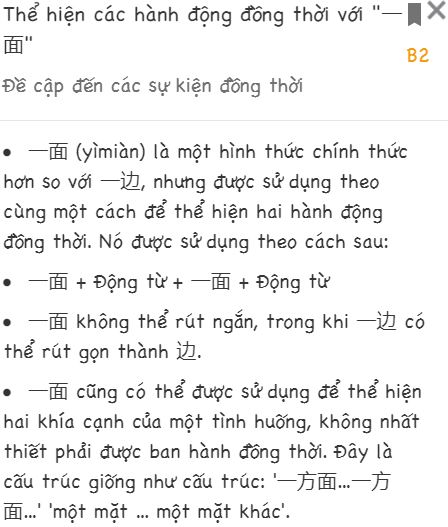 Thể hiện các hành động đồng thời với "一
面"
B2
Đề cập đến các sự kiện đồng thời
• 一面 (yìmiàn) là một hình thức chính thức
hơn so với 一边, nhưng được sử dụng theo
cùng một cách để thể hiện hai hành động
đồng thời. Nó được sử dụng theo cách sau:
• 一面 + Động từ + 一面 + Động từ
• 一面 không thể rút ngắn, trong khi 一边 có
thể rút gọn thành 边.
• 一面 cũng có thể được sử dụng để thể hiện
hai khía cạnh của một tình huống, không nhất
thiết phải được ban hành đồng thời. Đây là
cấu trúc giống như cấu trúc: '一方面...一方
面...' 'một mặt ... một mặt khác'.